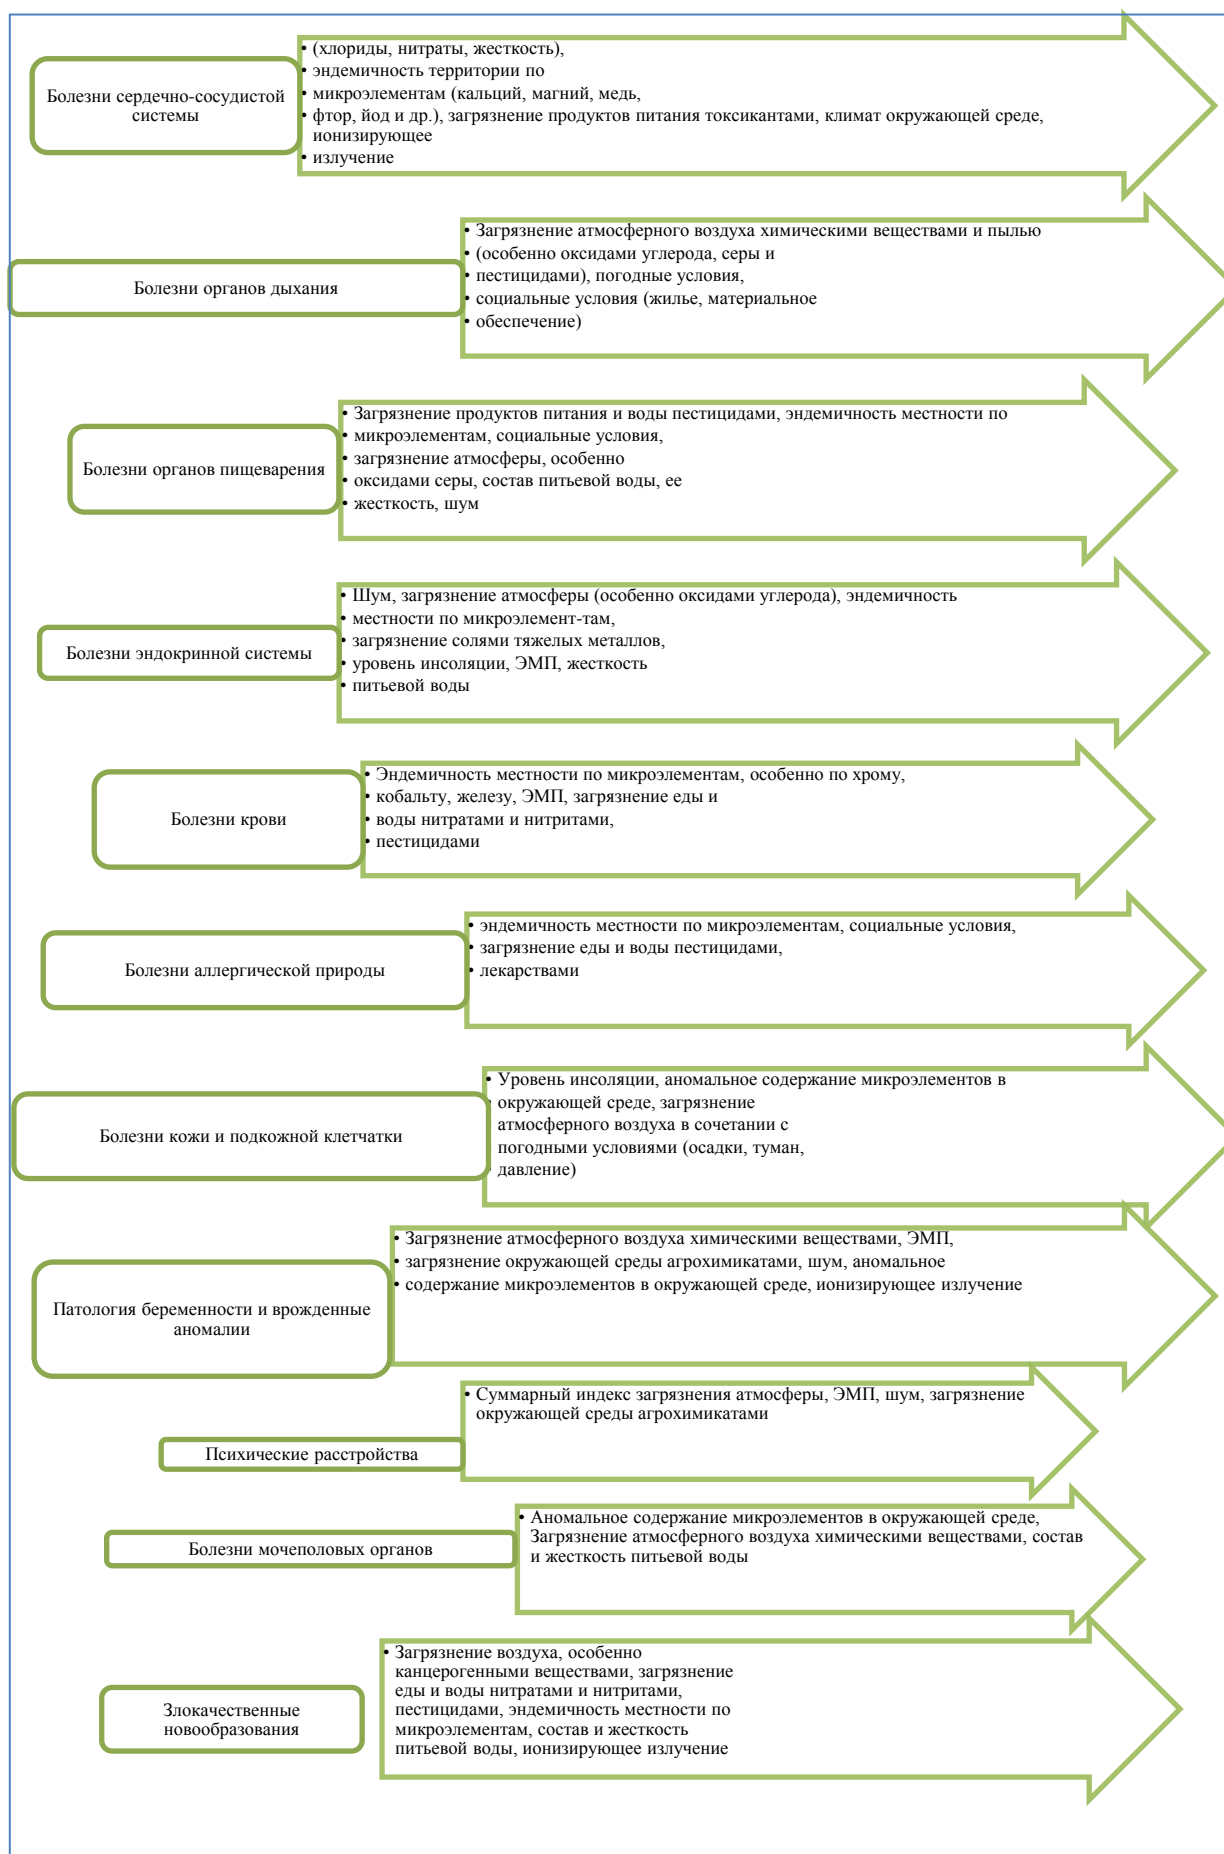 Болезни сердечно-сосудистой
системы
• (хлориды, нитраты, жесткость),
• эндемичность территории по
• микроэлементам (кальций, магний, медь,
• фтор, йод и др.), загрязнение продуктов питания токсикантами, климат окружающей среде,
ионизирующее
• излучение
Болезни органов дыхания
• Загрязнение атмосферного воздуха химическими веществами и пылью
• (особенно оксидами углерода, серы и
• пестицидами), погодные условия,
• социальные условия (жилье, материальное
• обеспечение)
Болезни органов пищеварения
• Загрязнение продуктов питания и воды пестицидами, эндемичность местности по
• микроэлементам, социальные условия,
• загрязнение атмосферы, особенно
• оксидами серы, состав питьевой воды, ее
• жесткость, шум
Болезни эндокринной системы
• Шум, загрязнение атмосферы (особенно оксидами углерода), эндемичность
• местности по микроэлемент-там,
• загрязнение солями тяжелых металлов,
• уровень инсоляции, ЭМП, жесткость
• питьевой воды
Болезни крови
• Эндемичность местности по микроэлементам, особенно по хрому,
• кобальту, железу, ЭМП, загрязнение еды и
• воды нитратами и нитритами,
• пестицидами
Болезни аллергической природы
• эндемичность местности по микроэлементам, социальные условия,
• загрязнение еды и воды пестицидами,
• лекарствами
Болезни кожи и подкожной клетчатки
• Уровень инсоляции, аномальное содержание микроэлементов в
• окружающей среде, загрязнение
атмосферного воздуха в сочетании с
погодными условиями (осадки, туман,
• давление)
Патология беременности и врожденные
аномалии
• Загрязнение атмосферного воздуха химическими веществами, ЭМП,
• загрязнение окружающей среды агрохимикатами, шум, аномальное
• содержание микроэлементов в окружающей среде, ионизирующее излучение
Психические расстройства
• Суммарный индекс загрязнения атмосферы, ЭМП, шум, загрязнение
окружающей среды агрохимикатами
Болезни мочеполовых органов
• Аномальное содержание микроэлементов в окружающей среде,
Загрязнение атмосферного воздуха химическими веществами, состав
и жесткость питьевой воды
Злокачественные
новообразования
• Загрязнение воздуха, особенно
канцерогенными веществами, загрязнение
еды и воды нитратами и нитритами,
пестицидами, эндемичность местности по
микроэлементам, состав и жесткость
питьевой воды, ионизирующее излучение